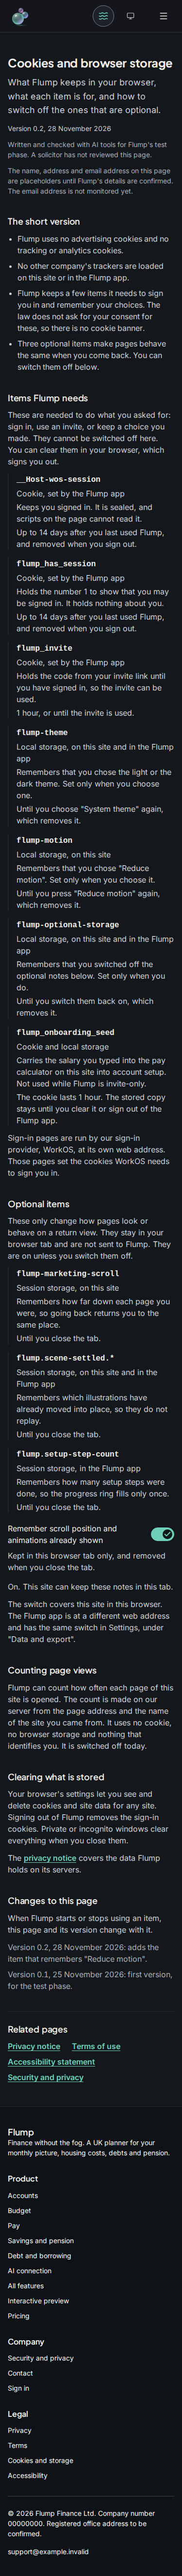 Cookies and browser storage
What Flump keeps in your browser,
what each item is for, and how to
switch off the ones that are optional.
Version 0.2, 28 November 2026
Written and checked with AI tools for Flump's test
phase. A solicitor has not reviewed this page.
The name, address and email address on this page
are placeholders until Flump's details are confirmed.
The email address is not monitored yet.
The short version
• Flump uses no advertising cookies and no
tracking or analytics cookies.
• No other company's trackers are loaded
on this site or in the Flump app.
• Flump keeps a few items it needs to sign
you in and remember your choices. The
law does not ask for your consent for
these, so there is no cookie banner.
• Three optional items make pages behave
the same when you come back. You can
switch them off below.
Items Flump needs
These are needed to do what you asked for:
sign in, use an invite, or keep a choice you
made. They cannot be switched off here.
You can clear them in your browser, which
signs you out.
__Host-wos-session
Cookie, set by the Flump app
Keeps you signed in. It is sealed, and
scripts on the page cannot read it.
Up to 14 days after you last used Flump,
and removed when you sign out.
flump_has_session
Cookie, set by the Flump app
Holds the number 1 to show that you may
be signed in. It holds nothing about you.
Up to 14 days after you last used Flump,
and removed when you sign out.
flump_invite
Cookie, set by the Flump app
Holds the code from your invite link until
you have signed in, so the invite can be
used.
1 hour, or until the invite is used.
flump-theme
Local storage, on this site and in the Flump
app
Remembers that you chose the light or the
dark theme. Set only when you choose
one.
Until you choose "System theme" again,
which removes it.
flump-motion
Local storage, on this site
Remembers that you chose "Reduce
motion". Set only when you choose it.
Until you press "Reduce motion" again,
which removes it.
flump-optional-storage
Local storage, on this site and in the Flump
app
Remembers that you switched off the
optional notes below. Set only when you
do.
Until you switch them back on, which
removes it.
flump_onboarding_seed
Cookie and local storage
Carries the salary you typed into the pay
calculator on this site into account setup.
Not used while Flump is invite-only.
The cookie lasts 1 hour. The stored copy
stays until you clear it or sign out of the
Flump app.
Sign-in pages are run by our sign-in
provider, WorkOS, at its own web address.
Those pages set the cookies WorkOS needs
to sign you in.
Optional items
These only change how pages look or
behave on a return view. They stay in your
browser tab and are not sent to Flump. They
are on unless you switch them off.
flump-marketing-scroll
Session storage, on this site
Remembers how far down each page you
were, so going back returns you to the
same place.
Until you close the tab.
flump.scene-settled.*
Session storage, on this site and in the
Flump app
Remembers which illustrations have
already moved into place, so they do not
replay.
Until you close the tab.
flump.setup-step-count
Session storage, in the Flump app
Remembers how many setup steps were
done, so the progress ring fills only once.
Until you close the tab.
Remember scroll position and
animations already shown
Kept in this browser tab only, and removed
when you close the tab.
On. This site can keep these notes in this tab.
The switch covers this site in this browser.
The Flump app is at a different web address
and has the same switch in Settings, under
"Data and export".
Counting page views
Flump can count how often each page of this
site is opened. The count is made on our
server from the page address and the name
of the site you came from. It uses no cookie,
no browser storage and nothing that
identifies you. It is switched off today.
Clearing what is stored
Your browser's settings let you see and
delete cookies and site data for any site.
Signing out of Flump removes the sign-in
cookies. Private or incognito windows clear
everything when you close them.
The privacy notice covers the data Flump
holds on its servers.
Changes to this page
When Flump starts or stops using an item,
this page and its version change with it.
Version 0.2, 28 November 2026: adds the
item that remembers "Reduce motion".
Version 0.1, 25 November 2026: first version,
for the test phase.
Related pages
Privacy notice Terms of use
Accessibility statement
Security and privacy
Flump
Finance without the fog. A UK planner for your
monthly picture, housing costs, debts and pension.
Product
Accounts
Budget
Pay
Savings and pension
Debt and borrowing
AI connection
All features
Interactive preview
Pricing
Company
Security and privacy
Contact
Sign in
Legal
Privacy
Terms
Cookies and storage
Accessibility
© 2026 Flump Finance Ltd. Company number
00000000. Registered office address to be
confirmed.
support@example.invalid